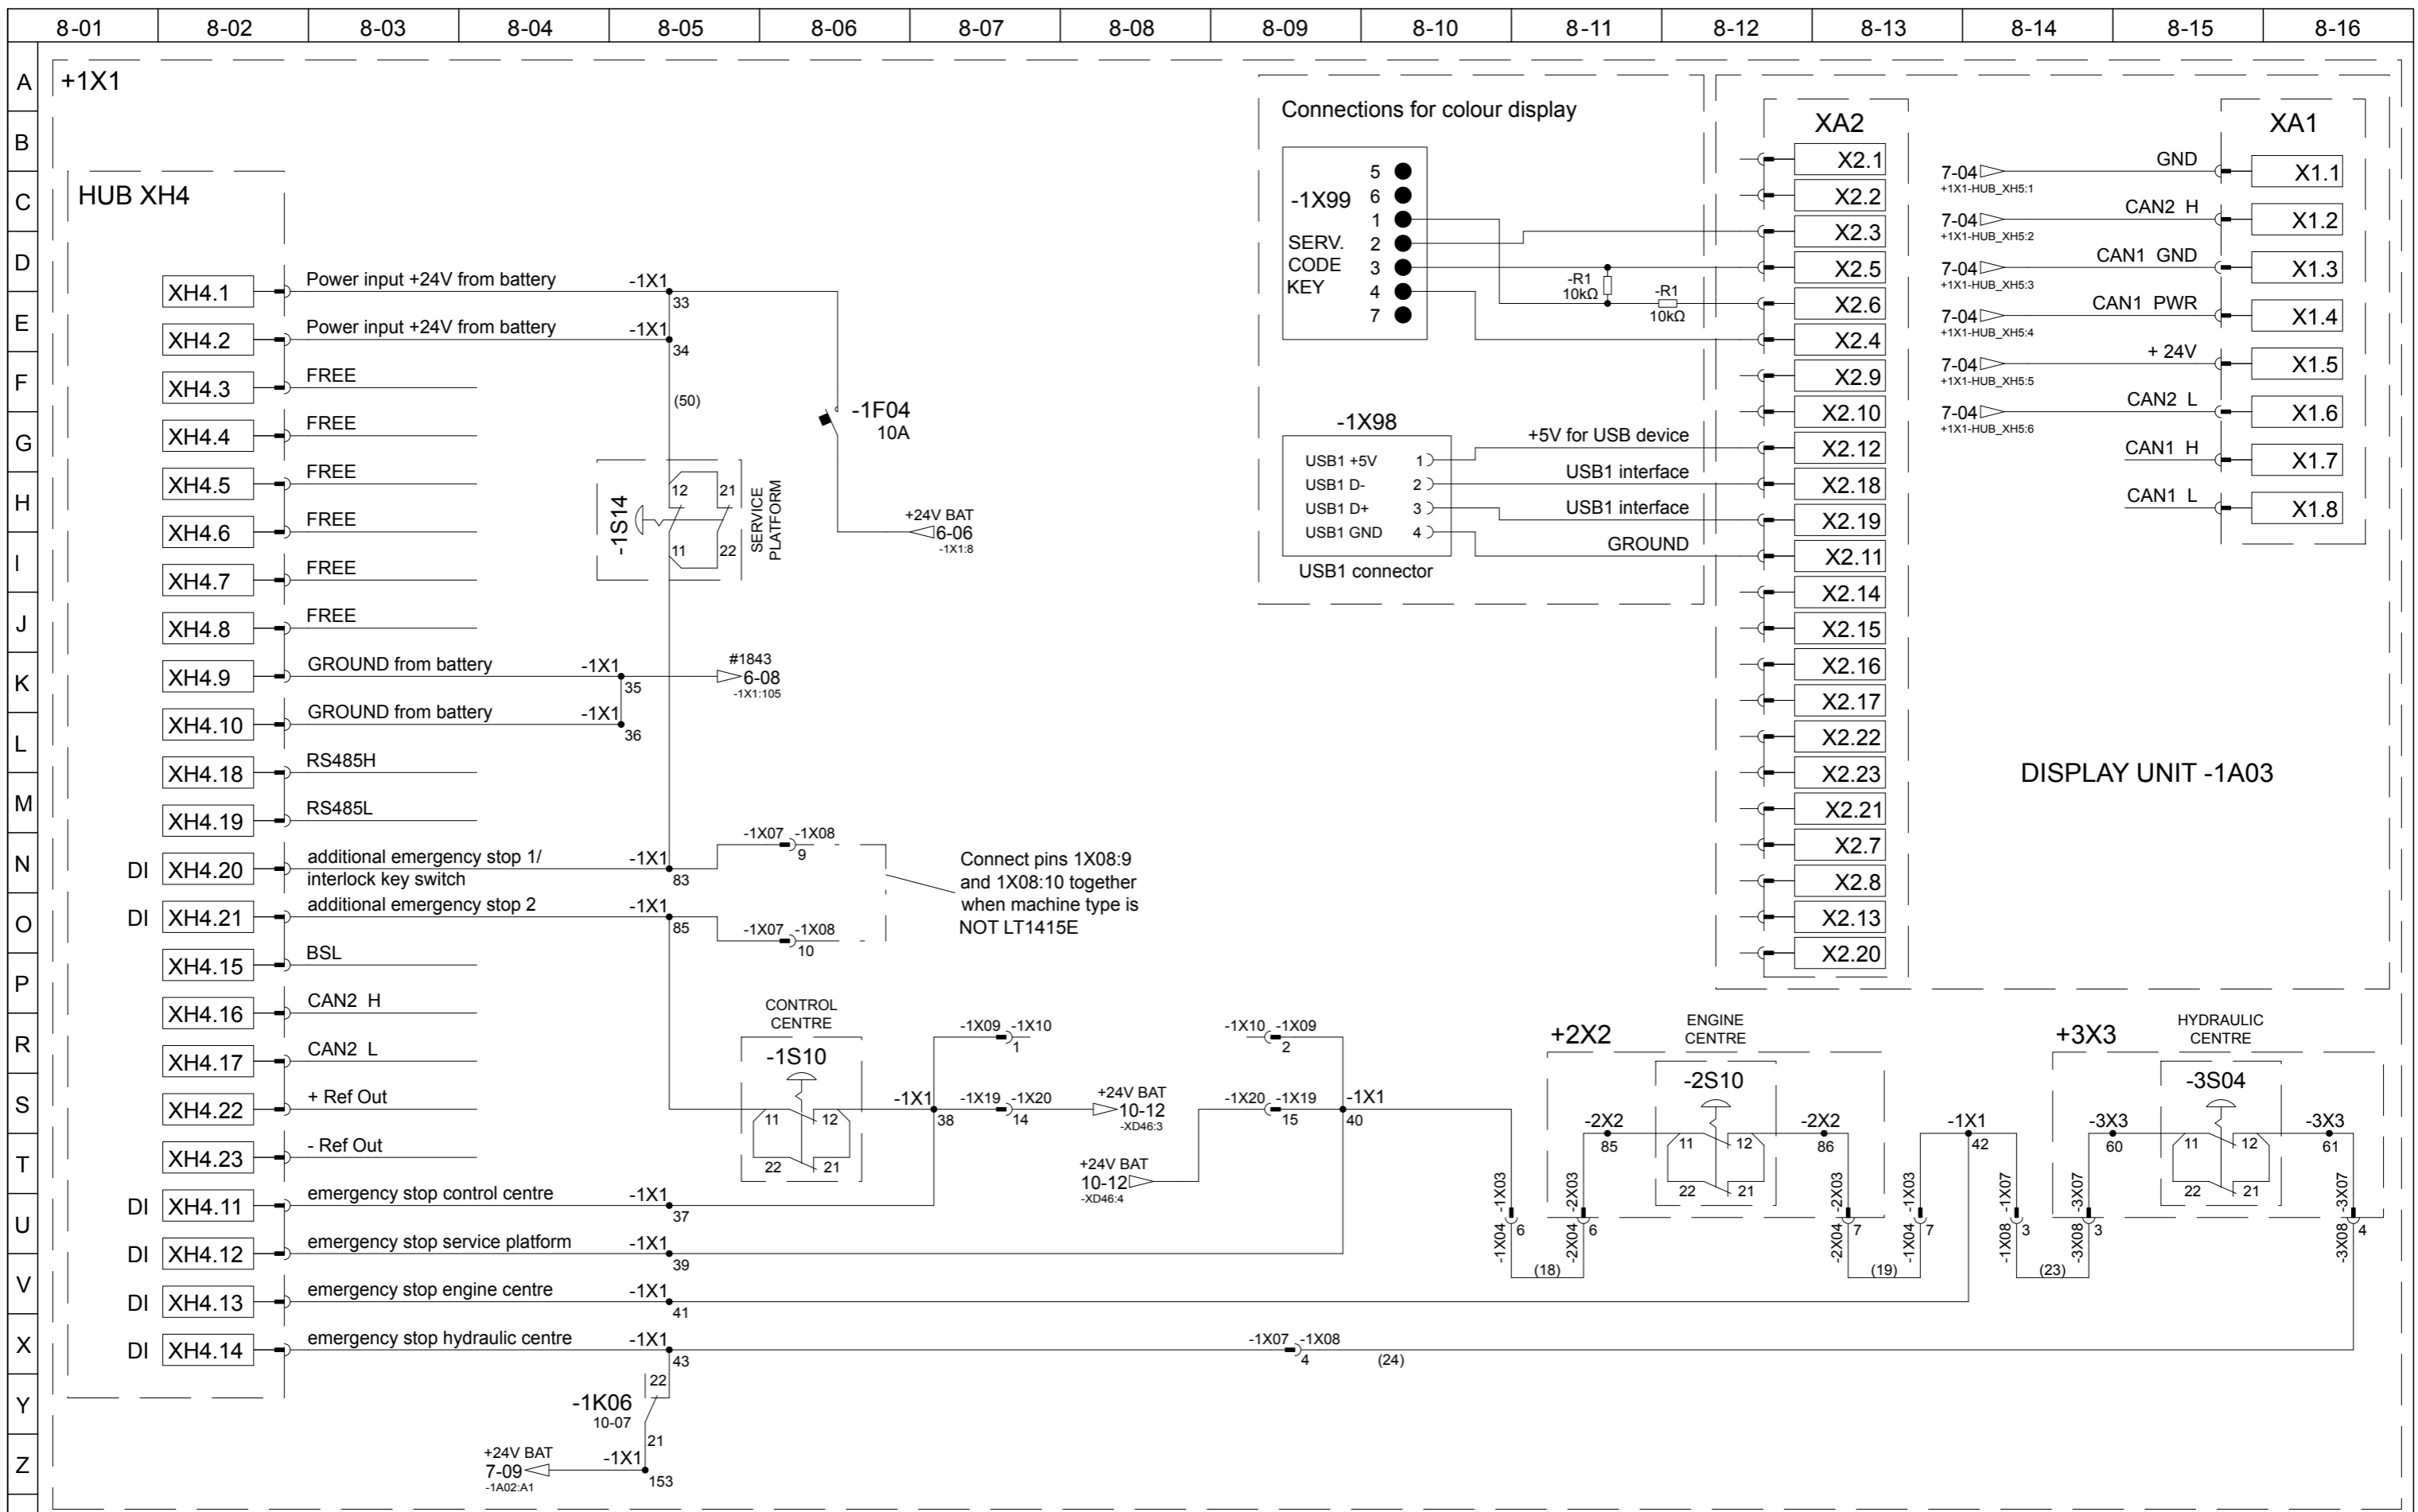 8-01 8-02 8-03 8-04 8-05 8-06 8-07 8-08 8-09 8-10 8-11 8-12 8-13 8-14 8-15 8-16
A
B
C
D
E
F
G
H
I
J
K
L
M
N
O
P
R
S
T
U
V
X
Y
Z
+1X1
HUB XH4
XH4.1 Power input +24V from battery -1X1 33
XH4.2 Power input +24V from battery -1X1 34
XH4.3 FREE
(50)
XH4.4 FREE
XH4.5 FREE
XH4.6 FREE
XH4.7 FREE
XH4.8 FREE
XH4.9 GROUND from battery -1X1 35
#1843
6-08
-1X1:105
XH4.10 GROUND from battery -1X1 36
XH4.18 RS485H
XH4.19 RS485L
DI XH4.20 additional emergency stop 1/
interlock key switch
-1X1 83
DI XH4.21 additional emergency stop 2 -1X1 85
XH4.15 BSL
XH4.16 CAN2 H
XH4.17 CAN2 L
XH4.22 + Ref Out
XH4.23 - Ref Out
DI XH4.11 emergency stop control centre -1X1 37
DI XH4.12 emergency stop service platform -1X1 39
DI XH4.13 emergency stop engine centre -1X1 41
DI XH4.14 emergency stop hydraulic centre -1X1 43
-1X07 -1X08
4
(24)
22
-1K06
10-07
21
+24V BAT
7-09
-1A02:A1
-1X1 153
-1F04
10A
-1S14
12 21
11 22
SERVICE
PLATFORM
+24V BAT
6-06
-1X1:8
-1X07 -1X08
9
-1X07 -1X08
10
Connect pins 1X08:9
and 1X08:10 together
when machine type is
NOT LT1415E
CONTROL
CENTRE
-1S10
11 12
22 21
-1X1 38
-1X09 -1X10
1
-1X19 -1X20
14
+24V BAT
10-12
-XD46:3
+24V BAT
10-12
-XD46:4
-1X10 -1X09
2
-1X20 -1X19
15
-1X1 40
-1X04 -1X03
6
(18)
+2X2
ENGINE
CENTRE
-2S10
-2X2 85
11 12
22 21
-2X2 86
-2X04 -2X03
6
-2X04 -2X03
7
(19)
-1X04 -1X03
7
-1X1 42
-1X08 -1X07
3
(23)
+3X3
HYDRAULIC
CENTRE
-3S04
-3X3 60
11 12
22 21
-3X3 61
-3X08 -3X07
3
-3X08 -3X07
4
Connections for colour display
-1X99
SERV.
CODE
KEY
5
6
1
2
3
4
7
-R1
10kΩ
-R1
10kΩ
-1X98
USB1 +5V 1
USB1 D- 2
USB1 D+ 3
USB1 GND 4
USB1 connector
+5V for USB device
USB1 interface
USB1 interface
GROUND
XA2
X2.1
X2.2
X2.3
X2.5
X2.6
X2.4
X2.9
X2.10
X2.12
X2.18
X2.19
X2.11
X2.14
X2.15
X2.16
X2.17
X2.22
X2.23
X2.21
X2.7
X2.8
X2.13
X2.20
XA1
7-04 GND X1.1
+1X1-HUB_XH5:1
7-04 CAN2 H X1.2
+1X1-HUB_XH5:2
7-04 CAN1 GND X1.3
+1X1-HUB_XH5:3
7-04 CAN1 PWR X1.4
+1X1-HUB_XH5:4
7-04 + 24V X1.5
+1X1-HUB_XH5:5
7-04 CAN2 L X1.6
+1X1-HUB_XH5:6
CAN1 H X1.7
CAN1 L X1.8
DISPLAY UNIT -1A03